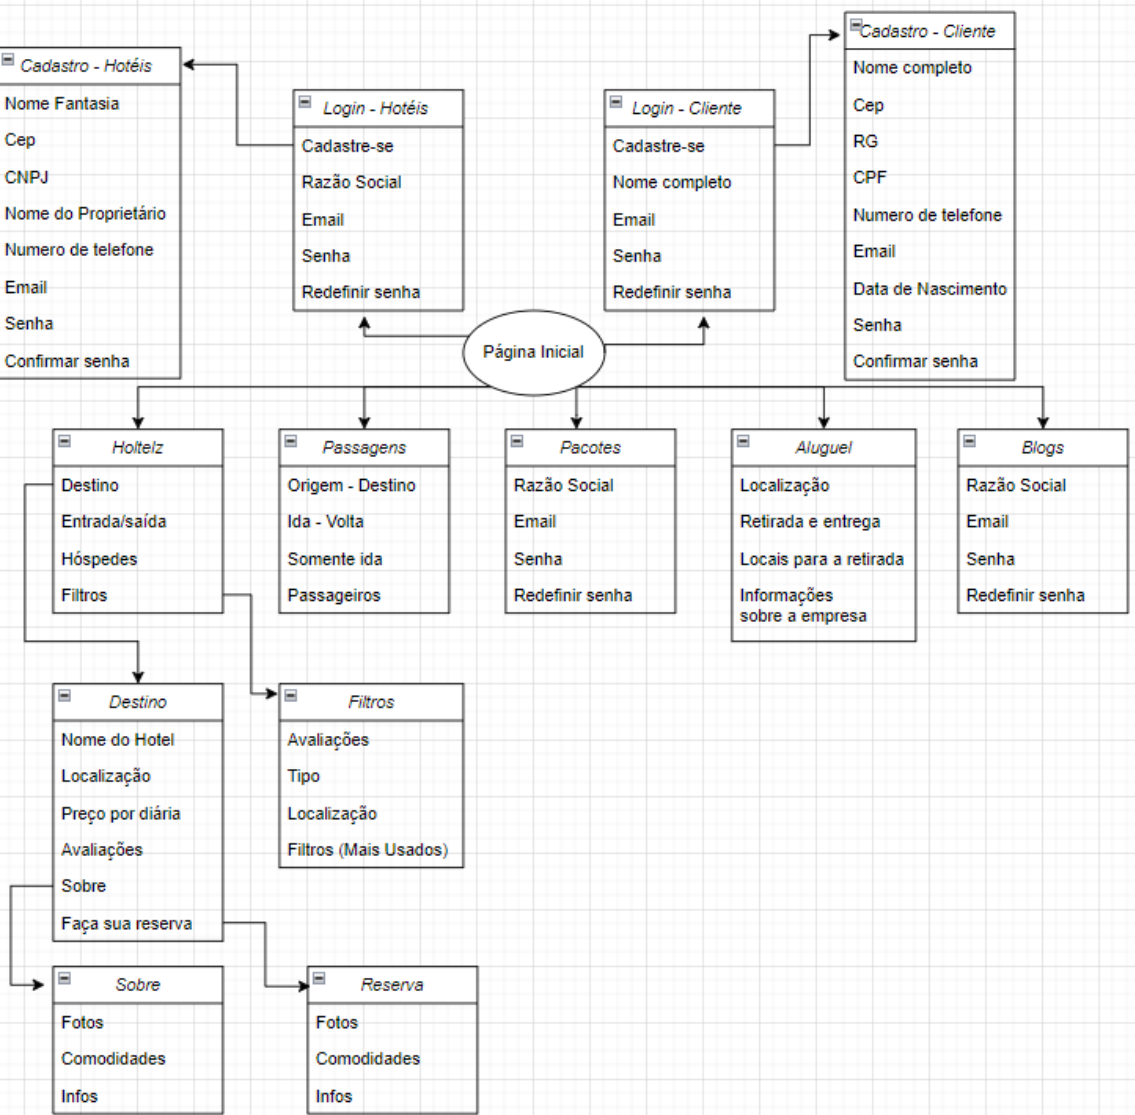 Cadastro - Hotéis
Nome Fantasia
Cep
CNPJ
Nome do Proprietário
Numero de telefone
Email
Senha
Confirmar senha
Login - Hotéis
Cadastre-se
Razão Social
Email
Senha
Redefinir senha
Login - Cliente
Cadastre-se
Nome completo
Email
Senha
Redefinir senha
Cadastro - Cliente
Nome completo
Cep
RG
CPF
Numero de telefone
Email
Data de Nascimento
Senha
Confirmar senha
Página Inicial
Holtelz
Destino
Entrada/saída
Hóspedes
Filtros
Passagens
Origem - Destino
Ida - Volta
Somente ida
Passageiros
Pacotes
Razão Social
Email
Senha
Redefinir senha
Aluguel
Localização
Retirada e entrega
Locais para a retirada
Informações
sobre a empresa
Blogs
Razão Social
Email
Senha
Redefinir senha
Destino
Nome do Hotel
Localização
Preço por diária
Avaliações
Sobre
Faça sua reserva
Filtros
Avaliações
Tipo
Localização
Filtros (Mais Usados)
Sobre
Fotos
Comodidades
Infos
Reserva
Fotos
Comodidades
Infos